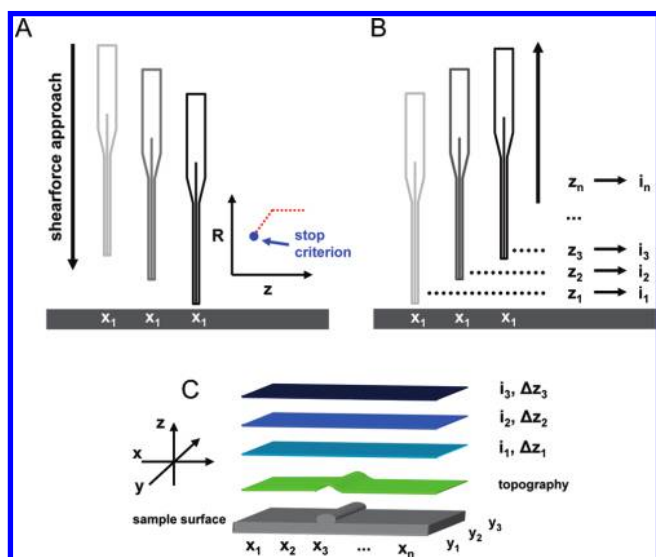 A
shearforce approach
R
z
stop
criterion
x₁ x₁ x₁
B
zₙ iₙ
...
z₃ i₃
z₂ i₂
z₁ i₁
x₁ x₁ x₁
C
i₃, Δz₃
i₂, Δz₂
i₁, Δz₁
topography
z
x
y
sample surface
x₁ x₂ x₃ ... xₙ
y₁ y₂ y₃